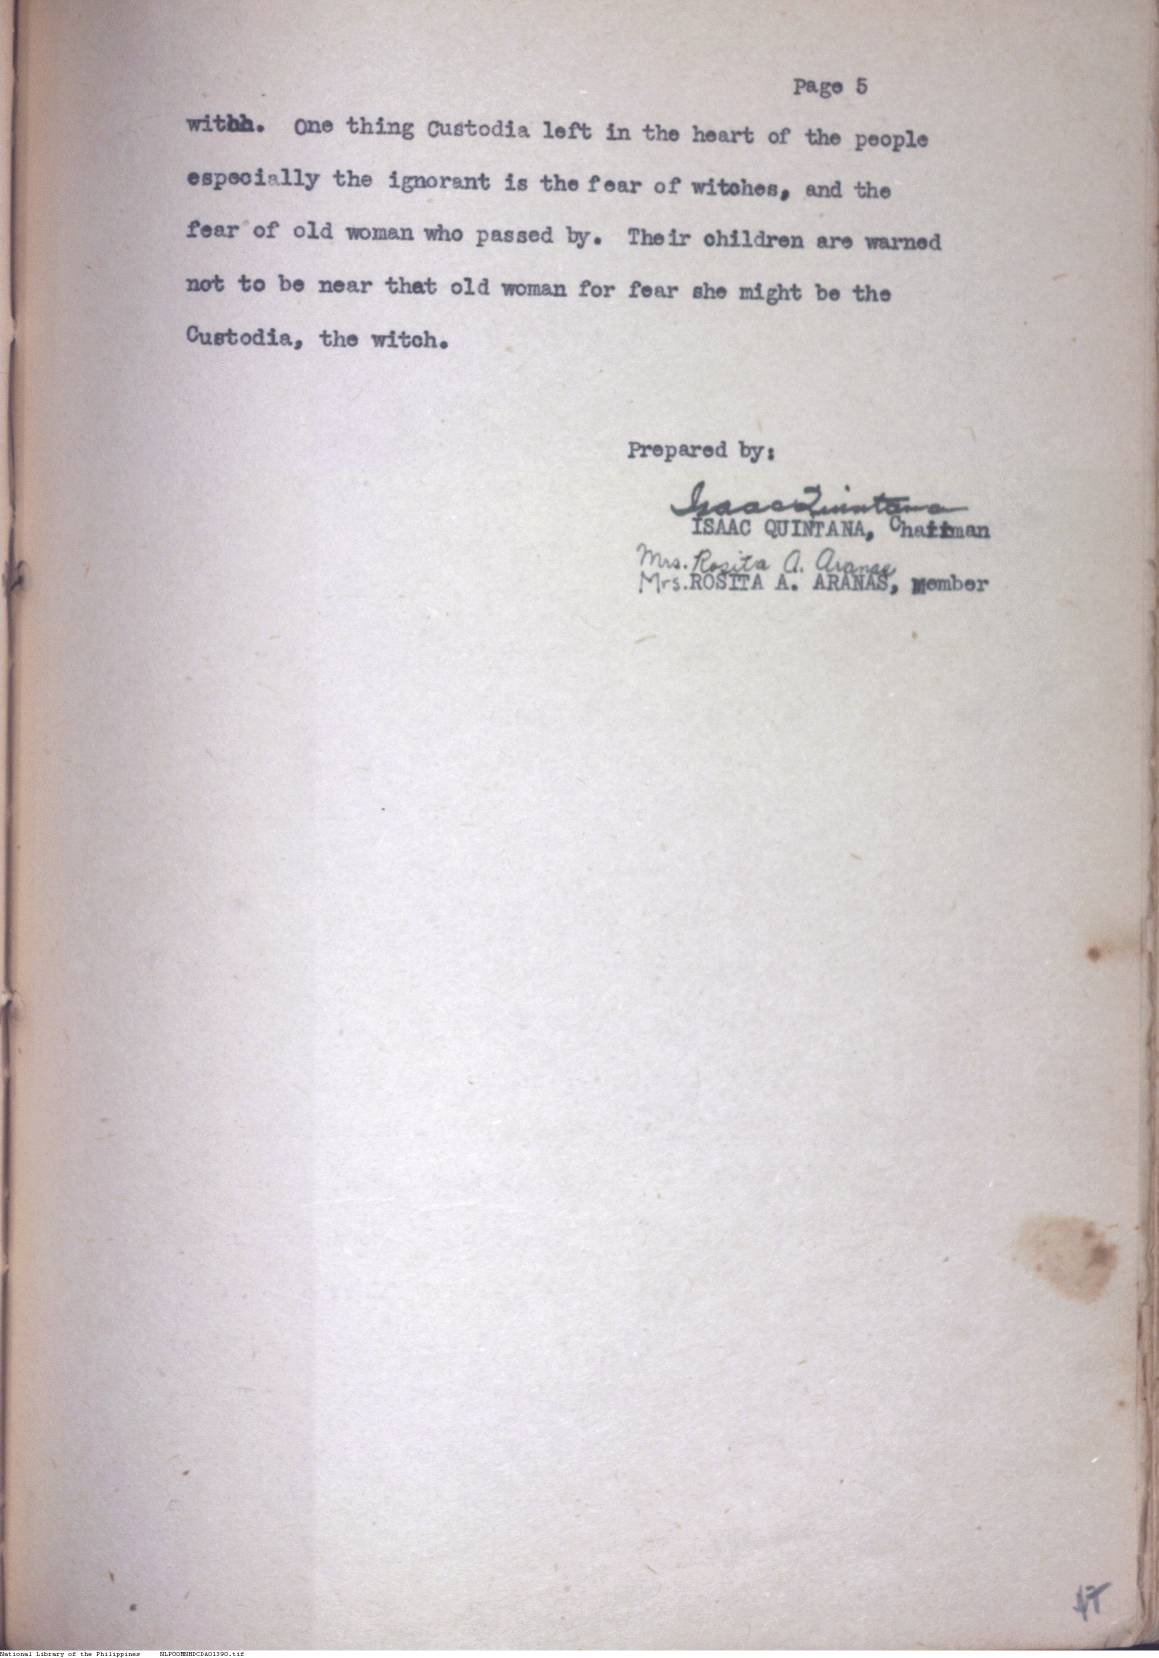 Page 5
witch. One thing Custodia left in the heart of the people
especially the ignorant is the fear of witches, and the
fear of old woman who passed by. Their children are warned
not to be near that old woman for fear she might be the
Custodia, the witch.
Prepared by:
Isaac Quintana
ISAAC QUINTANA, Chairman
Mrs. Rosita A. Aranas
Mrs. ROSITA A. ARANAS, Member
National Library of the Philippines